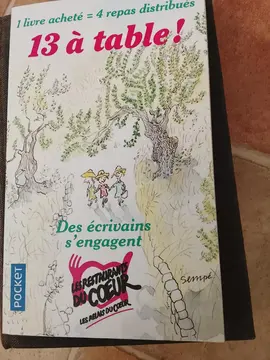 1 livre acheté = 4 repas distribués
13 à table!
Des écrivains
s'engagent
LES RESTAURANTS
DU CŒUR
LES RELAIS DU CŒUR
Sempé
POCKET